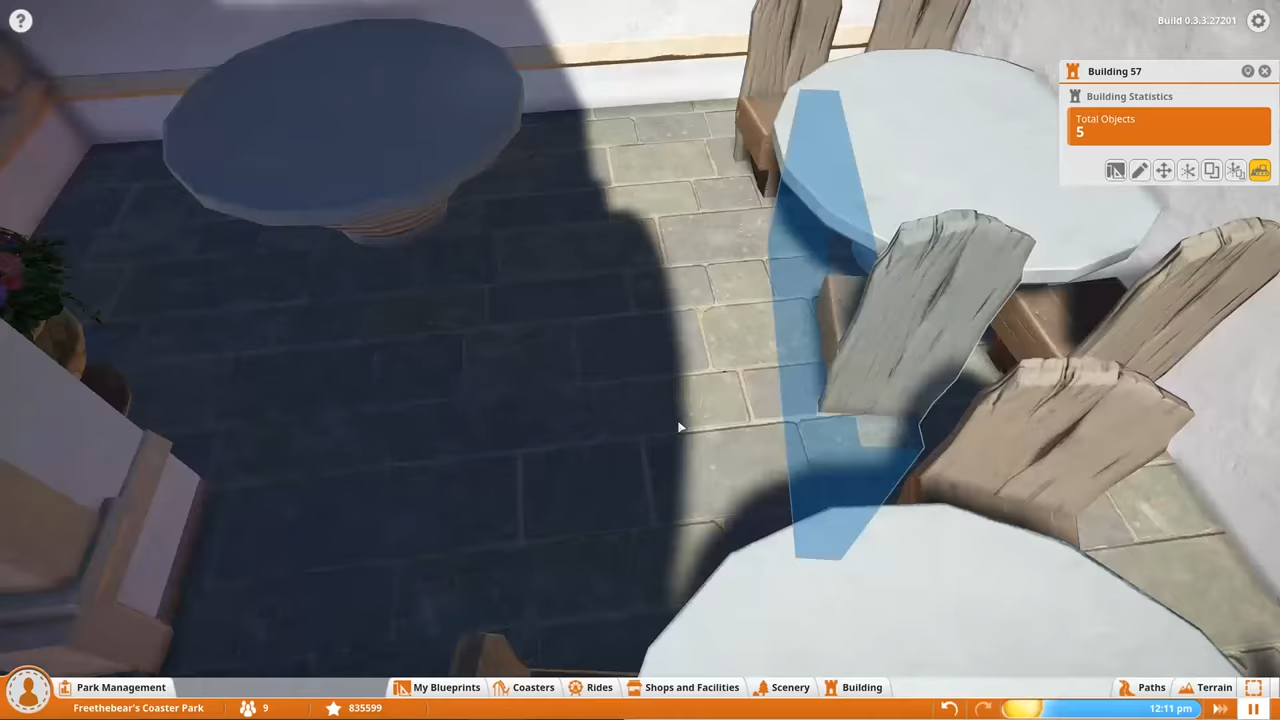 Build 0.3.3.27201
Building 57
Building Statistics
Total Objects
5
Park Management
My Blueprints
Coasters
Rides
Shops and Facilities
Scenery
Building
Paths
Terrain
Freethebear's Coaster Park
9
835599
12:11 pm